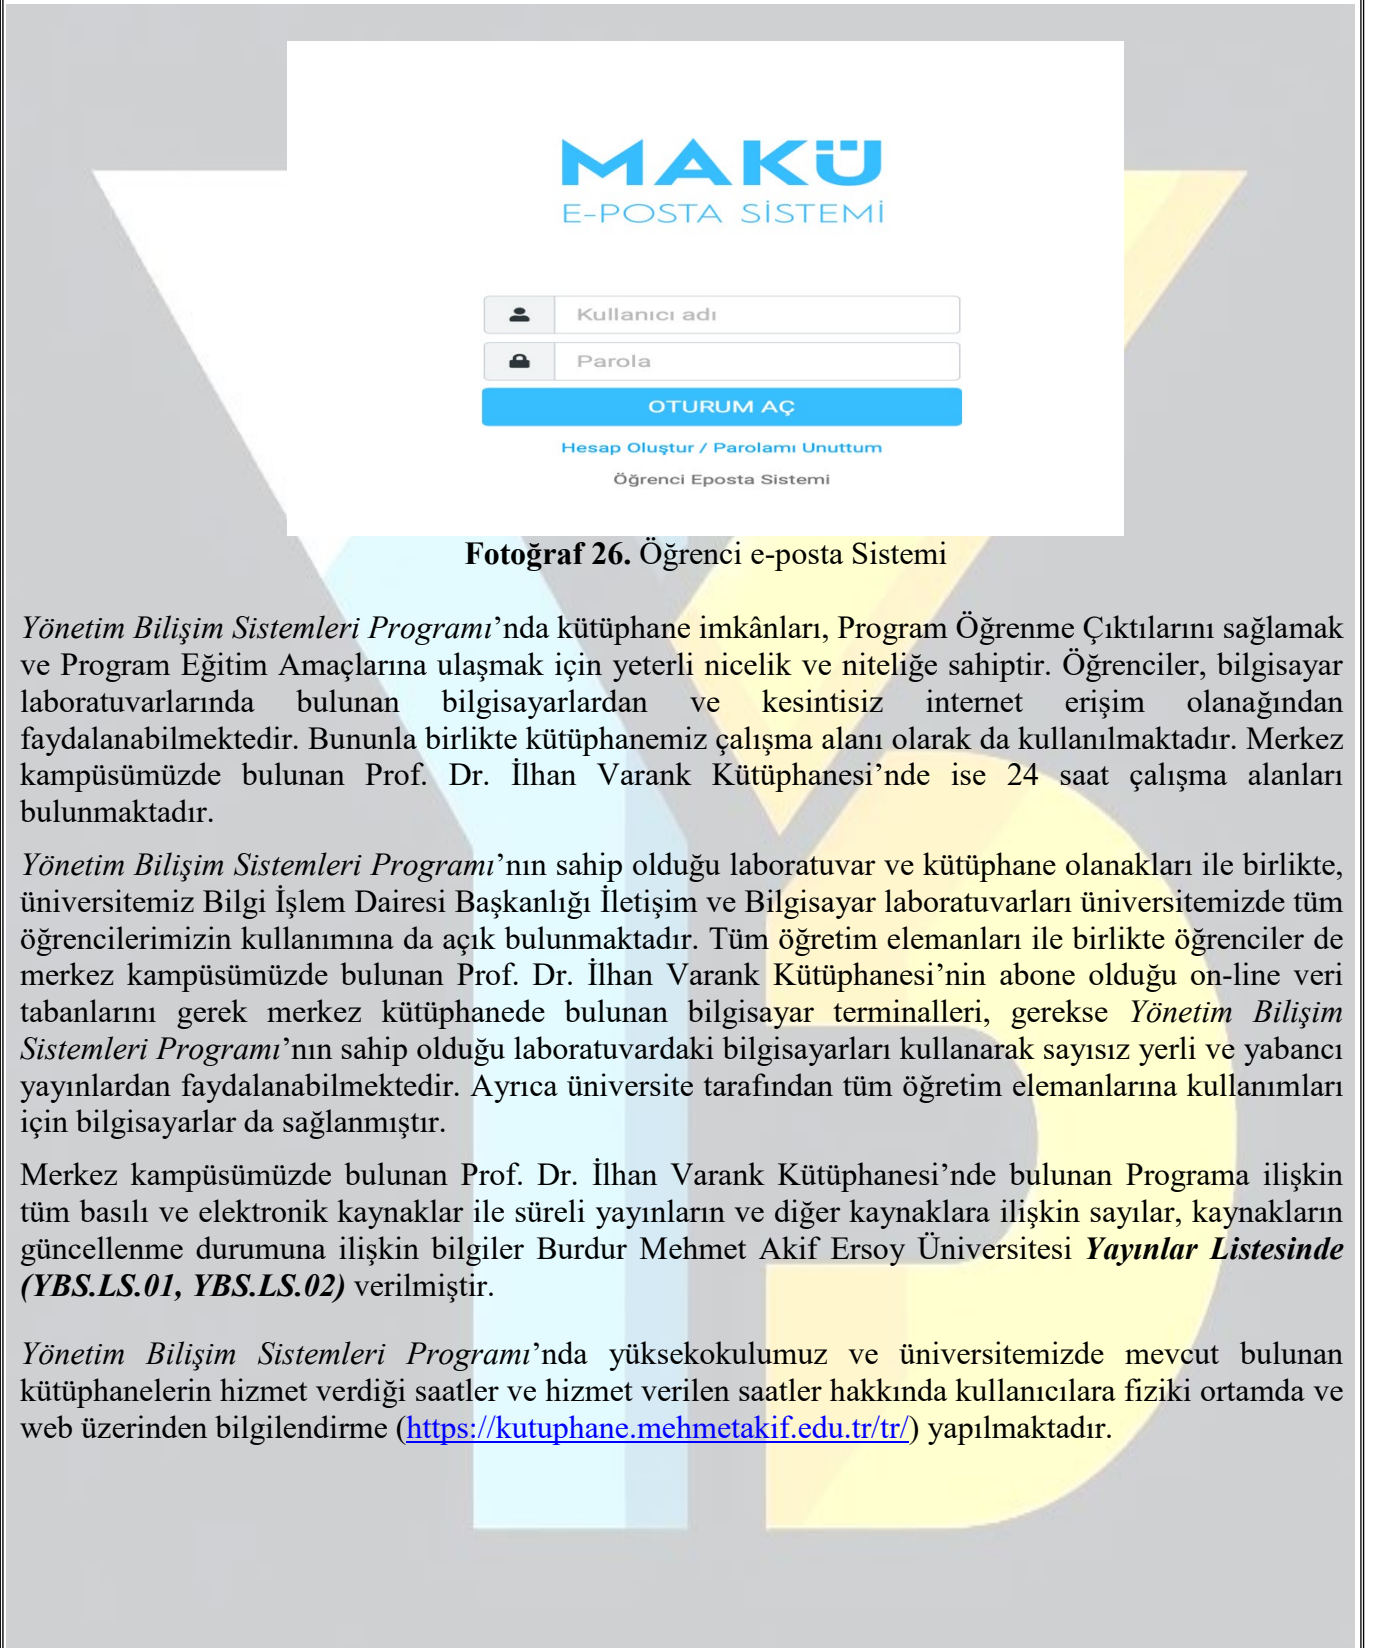 MAKÜ
E-POSTA SİSTEMİ
Kullanıcı adı
Parola
OTURUM AÇ
Hesap Oluştur / Parolamı Unuttum
Öğrenci Eposta Sistemi
Fotoğraf 26. Öğrenci e-posta Sistemi
Yönetim Bilişim Sistemleri Programı’nda kütüphane imkânları, Program Öğrenme Çıktılarını sağlamak
ve Program Eğitim Amaçlarına ulaşmak için yeterli nicelik ve niteliğe sahiptir. Öğrenciler, bilgisayar
laboratuvarlarında bulunan bilgisayarlardan ve kesintisiz internet erişim olanağından
faydalanabilmektedir. Bununla birlikte kütüphanemiz çalışma alanı olarak da kullanılmaktadır. Merkez
kampüsümüzde bulunan Prof. Dr. İlhan Varank Kütüphanesi’nde ise 24 saat çalışma alanları
bulunmaktadır.
Yönetim Bilişim Sistemleri Programı’nın sahip olduğu laboratuvar ve kütüphane olanakları ile birlikte,
üniversitemiz Bilgi İşlem Dairesi Başkanlığı İletişim ve Bilgisayar laboratuvarları üniversitemizde tüm
öğrencilerimizin kullanımına da açık bulunmaktadır. Tüm öğretim elemanları ile birlikte öğrenciler de
merkez kampüsümüzde bulunan Prof. Dr. İlhan Varank Kütüphanesi’nin abone olduğu on-line veri
tabanlarını gerek merkez kütüphanede bulunan bilgisayar terminalleri, gerekse Yönetim Bilişim
Sistemleri Programı’nın sahip olduğu laboratuvardaki bilgisayarları kullanarak sayısız yerli ve yabancı
yayınlardan faydalanabilmektedir. Ayrıca üniversite tarafından tüm öğretim elemanlarına kullanımları
için bilgisayarlar da sağlanmıştır.
Merkez kampüsümüzde bulunan Prof. Dr. İlhan Varank Kütüphanesi’nde bulunan Programa ilişkin
tüm basılı ve elektronik kaynaklar ile süreli yayınların ve diğer kaynaklara ilişkin sayılar, kaynakların
güncellenme durumuna ilişkin bilgiler Burdur Mehmet Akif Ersoy Üniversitesi Yayınlar Listesinde
(YBS.LS.01, YBS.LS.02) verilmiştir.
Yönetim Bilişim Sistemleri Programı’nda yüksekokulumuz ve üniversitemizde mevcut bulunan
kütüphanelerin hizmet verdiği saatler ve hizmet verilen saatler hakkında kullanıcılara fiziki ortamda ve
web üzerinden bilgilendirme (https://kutuphane.mehmetakif.edu.tr/tr/) yapılmaktadır.